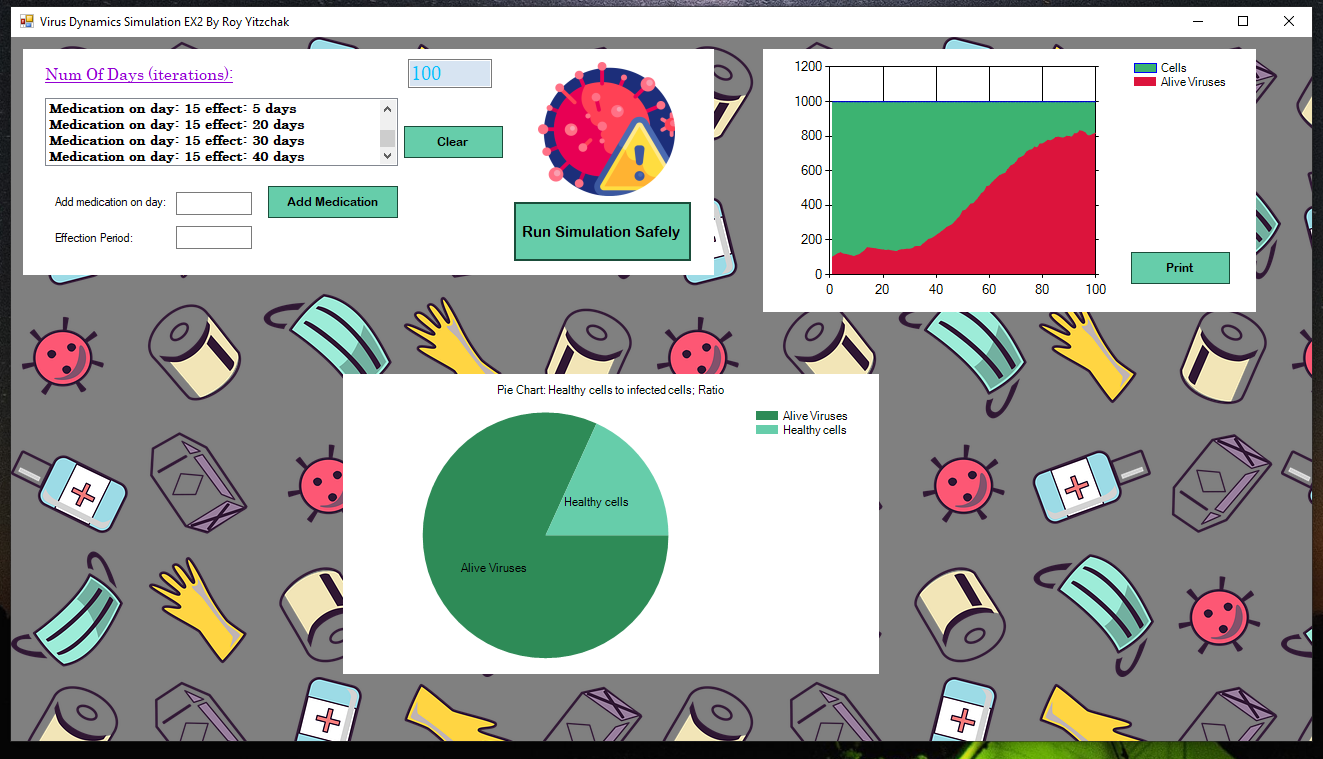 Virus Dynamics Simulation EX2 By Roy Yitzchak
Num Of Days (iterations):
100
Medication on day: 15 effect: 5 days
Medication on day: 15 effect: 20 days
Medication on day: 15 effect: 30 days
Medication on day: 15 effect: 40 days
Clear
Add medication on day:
Add Medication
Effection Period:
Run Simulation Safely
1200
1000
800
600
400
200
0
0 20 40 60 80 100
Cells
Alive Viruses
Print
Pie Chart: Healthy cells to infected cells; Ratio
Alive Viruses
Healthy cells
Healthy cells
Alive Viruses